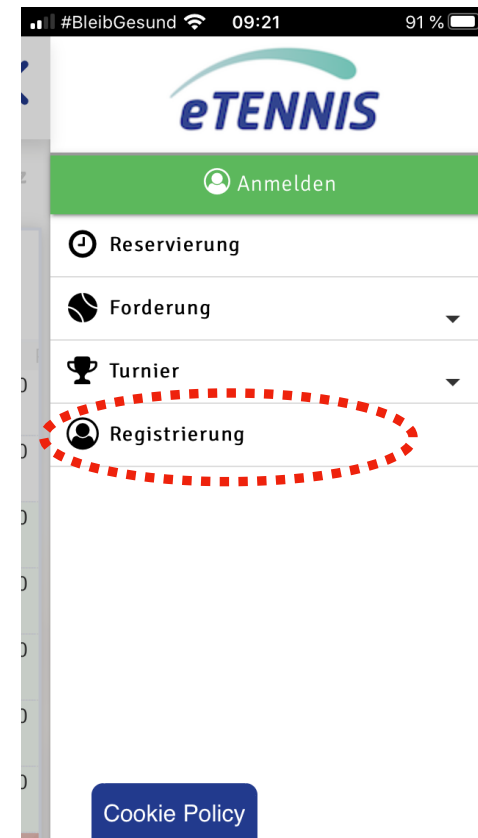 #BleibGesund 09:21 91 %
eTENNIS
Anmelden
Reservierung
Forderung
Turnier
Registrierung
Cookie Policy